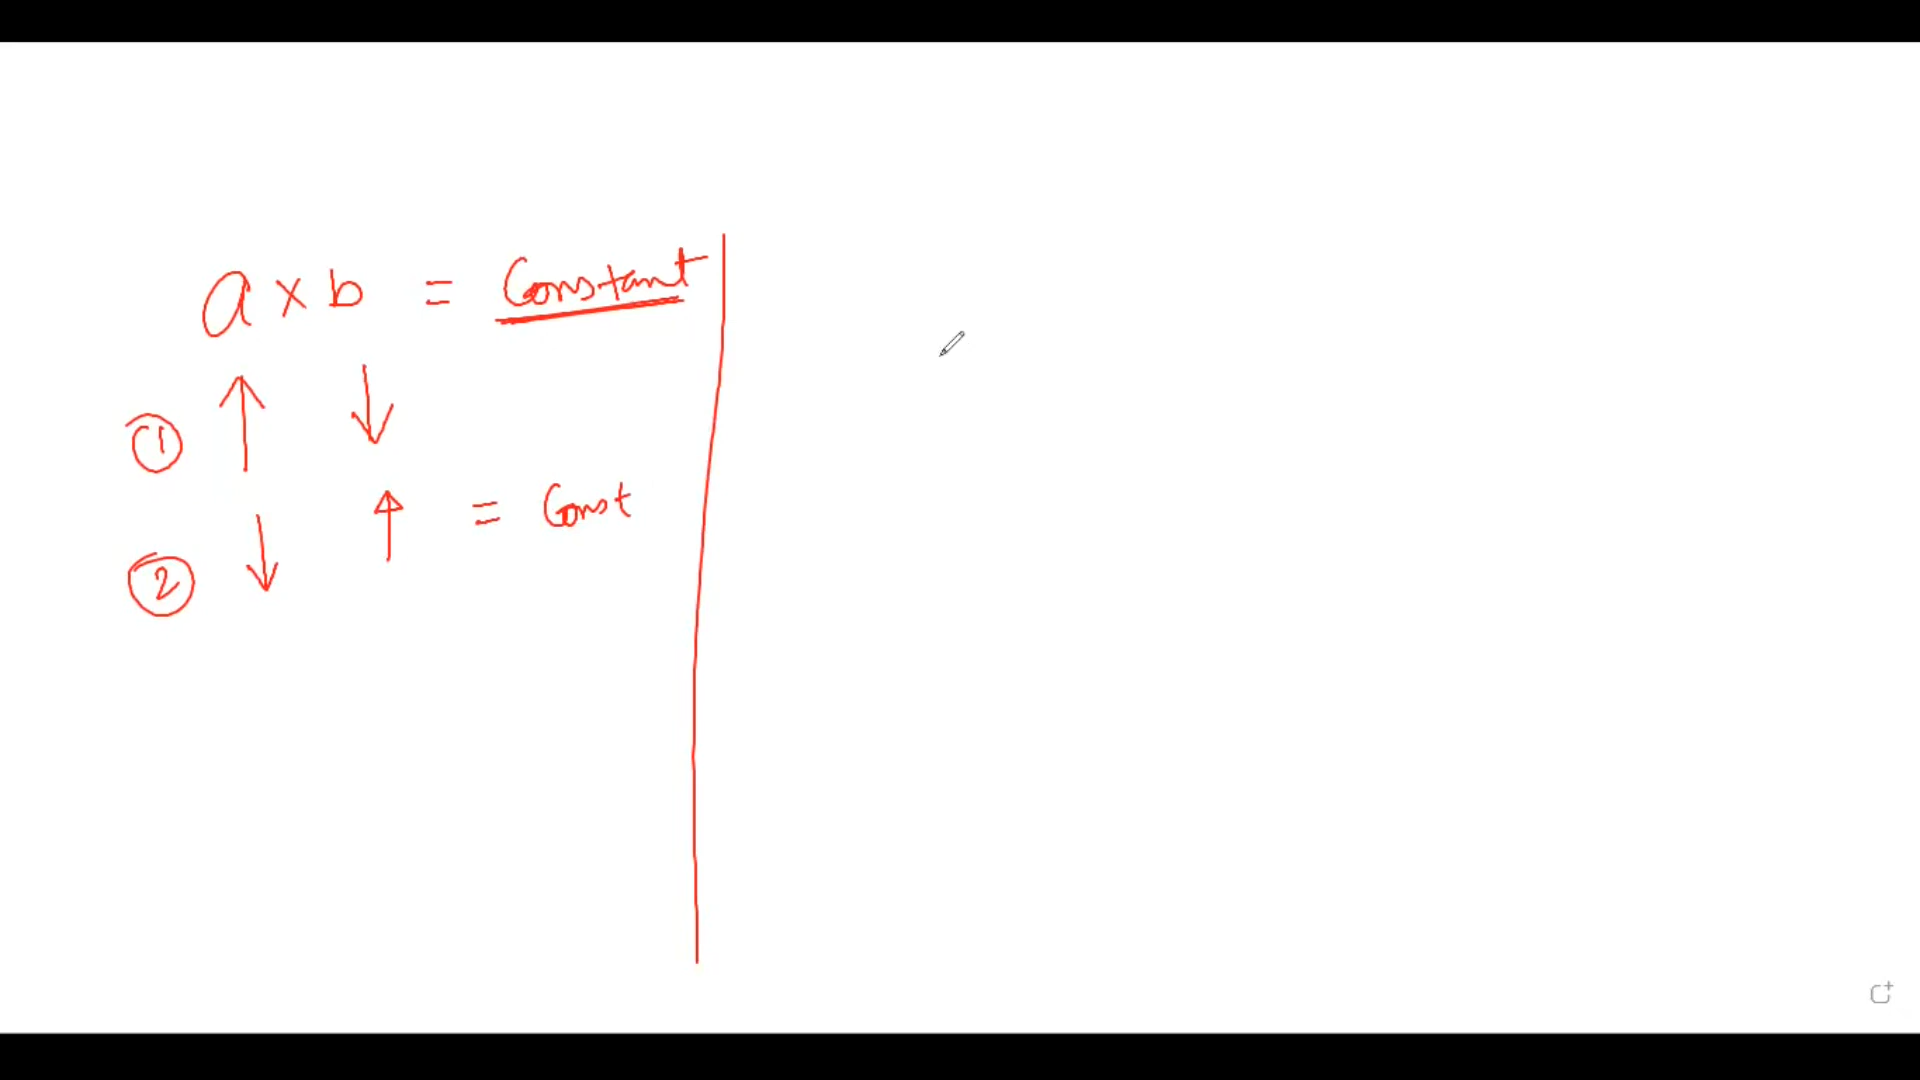 a × b = Constant
① ↑ ↓
② ↓ ↑ = Const